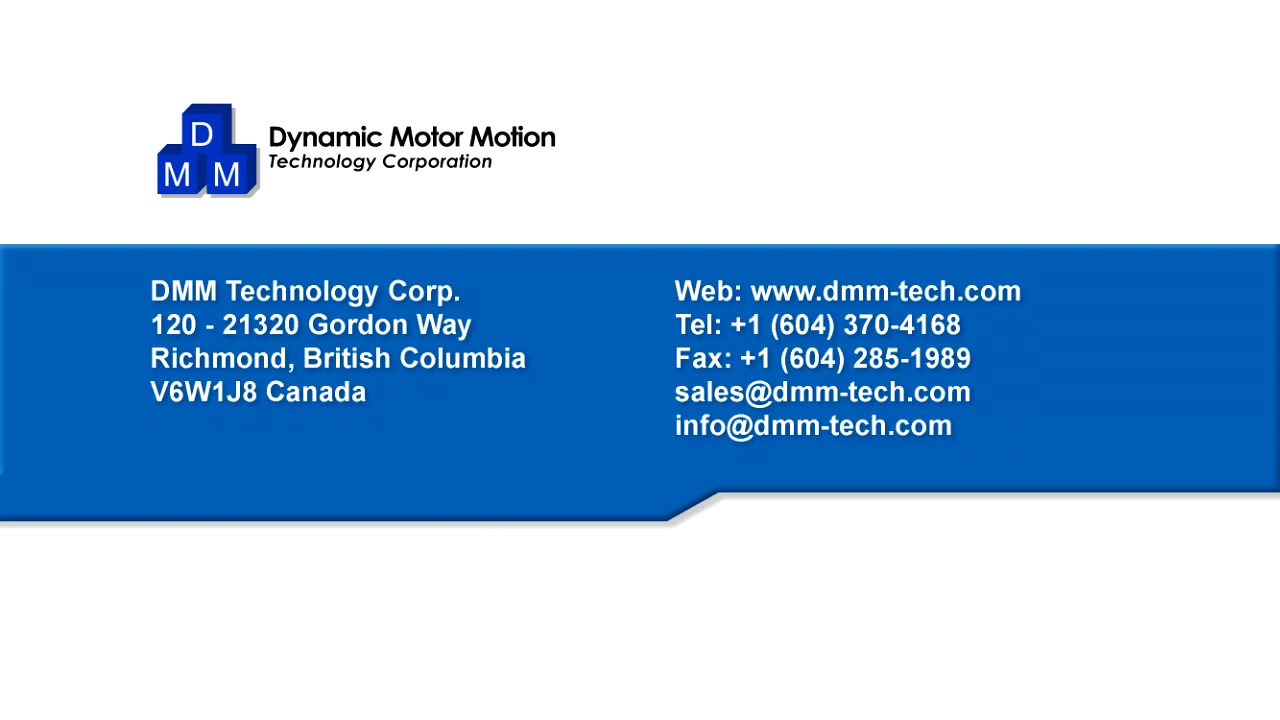 D
M M
Dynamic Motor Motion
Technology Corporation
DMM Technology Corp.
120 - 21320 Gordon Way
Richmond, British Columbia
V6W1J8 Canada
Web: www.dmm-tech.com
Tel: +1 (604) 370-4168
Fax: +1 (604) 285-1989
sales@dmm-tech.com
info@dmm-tech.com